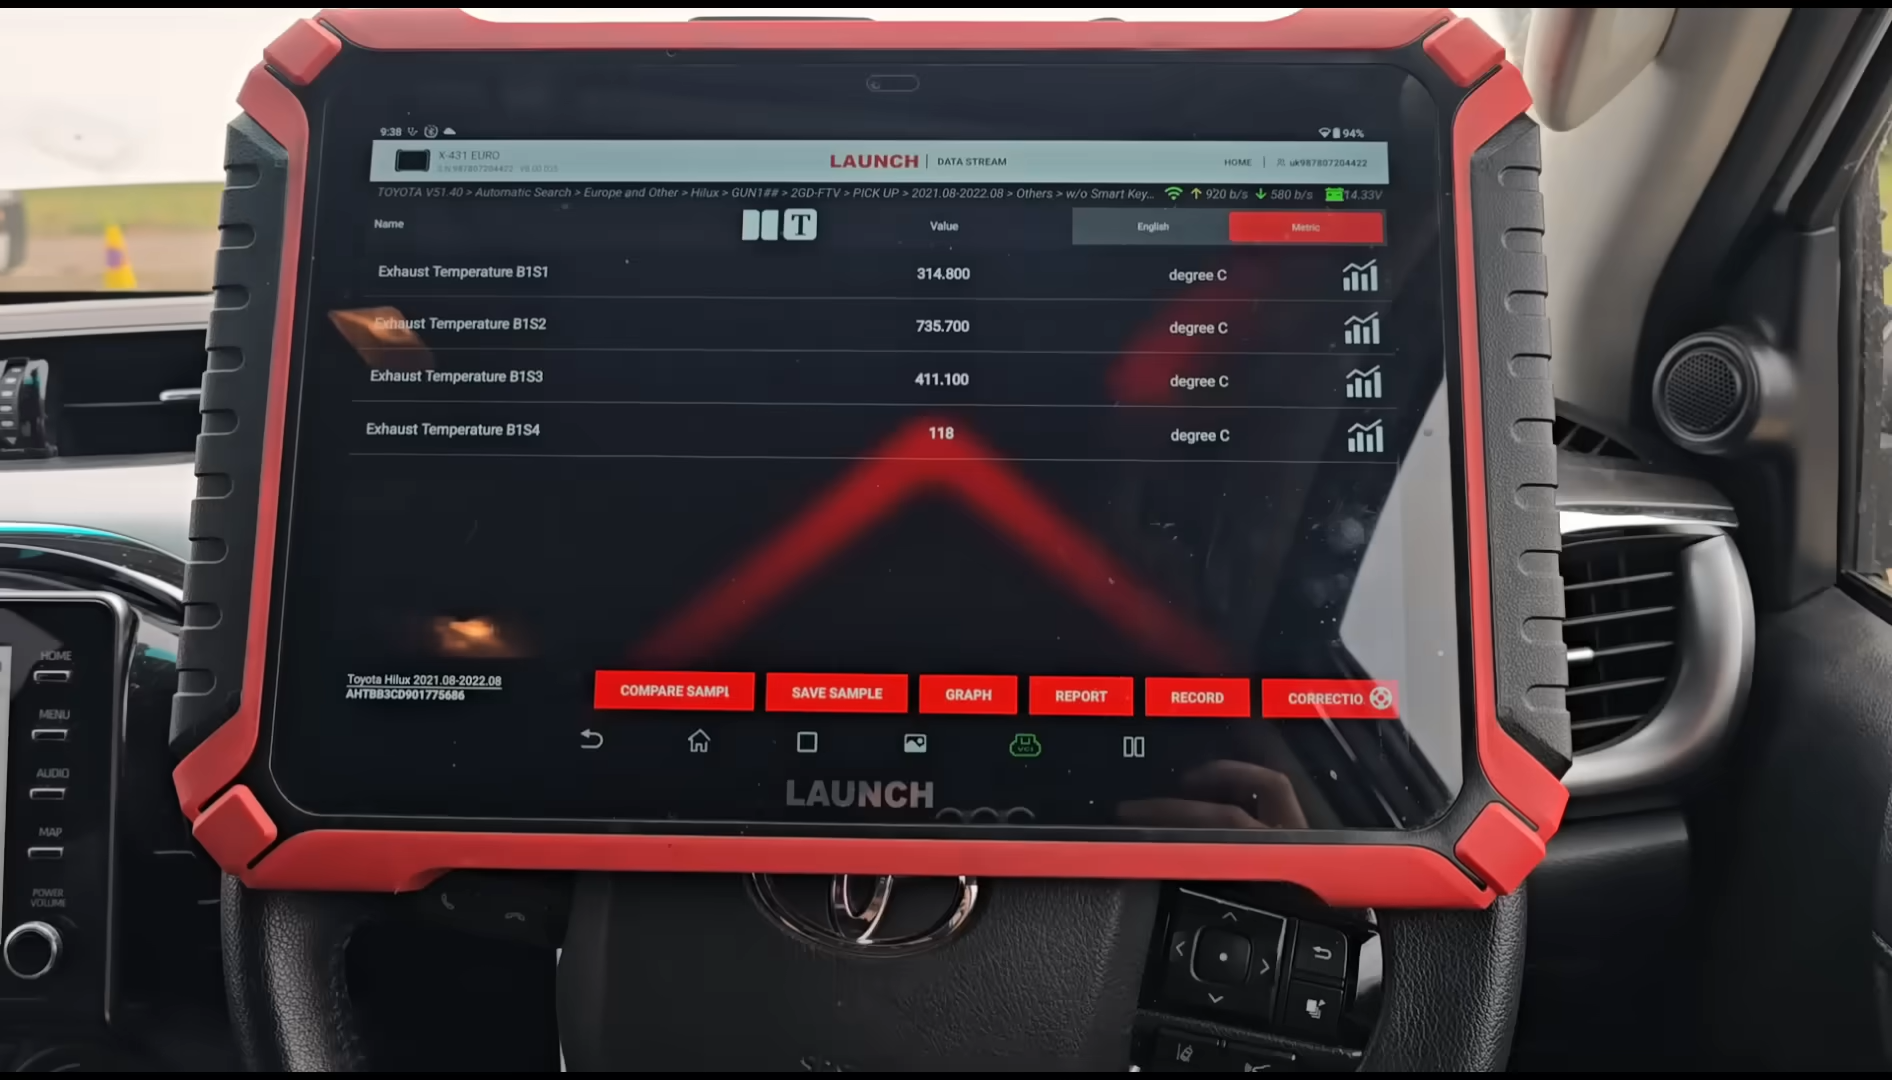 9:38 94%
X-431 EURO LAUNCH | DATA STREAM HOME | uk987807204422
S/N:987807204422
TOYOTA V51.40 > Automatic Search > Europe and Other > Hilux > GUN1## > 2GD-FTV > PICK UP > 2021.08-2022.08 > Others > w/o Smart Key... 920 b/s 580 b/s 14.33V
Name T Value English Metric
Exhaust Temperature B1S1 314.800 degree C
Exhaust Temperature B1S2 735.700 degree C
Exhaust Temperature B1S3 411.100 degree C
Exhaust Temperature B1S4 118 degree C
Toyota Hilux 2021.08-2022.08
AHTBB3CD901775686
COMPARE SAMPL SAVE SAMPLE GRAPH REPORT RECORD CORRECTIO
VCI
LAUNCH
HOME
MENU
AUDIO
MAP
POWER
VOLUME